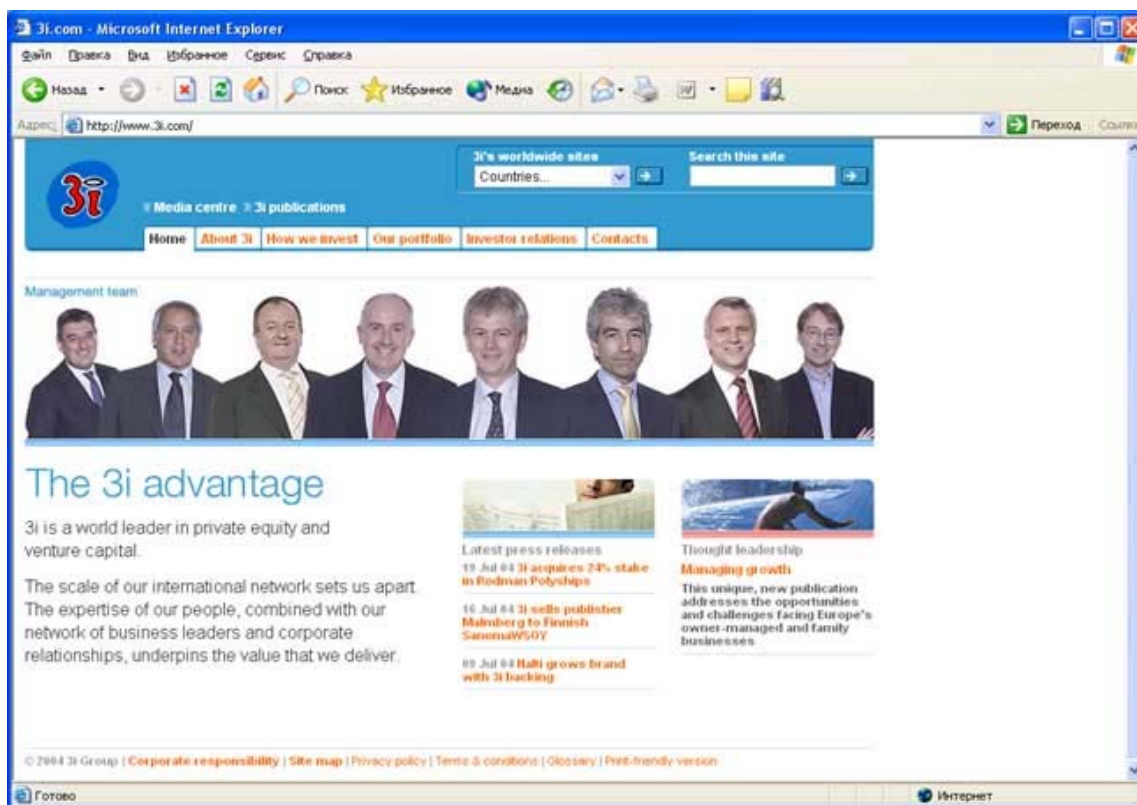 3i.com - Microsoft Internet Explorer
Файл Правка Вид Избранное Сервис Справка
Назад Поиск Избранное Медиа
Адрес: http://www.3i.com/ Переход Ссылки
3i's worldwide sites Search this site
Countries...
3i
Media centre 3i publications
Home About 3i How we invest Our portfolio Investor relations Contacts
Management team
The 3i advantage
3i is a world leader in private equity and
venture capital.
The scale of our international network sets us apart.
The expertise of our people, combined with our
network of business leaders and corporate
relationships, underpins the value that we deliver.
Latest press releases
19 Jul 04 3i acquires 24% stake
in Rodman Polyships
16 Jul 04 3i sells publisher
Malmberg to Finnish
SanomaWSOY
09 Jul 04 Halti grows brand
with 3i backing
Thought leadership
Managing growth
This unique, new publication
addresses the opportunities
and challenges facing Europe's
owner-managed and family
businesses
© 2004 3i Group | Corporate responsibility | Site map | Privacy policy | Terms & conditions | Glossary | Print-friendly version
Готово Интернет